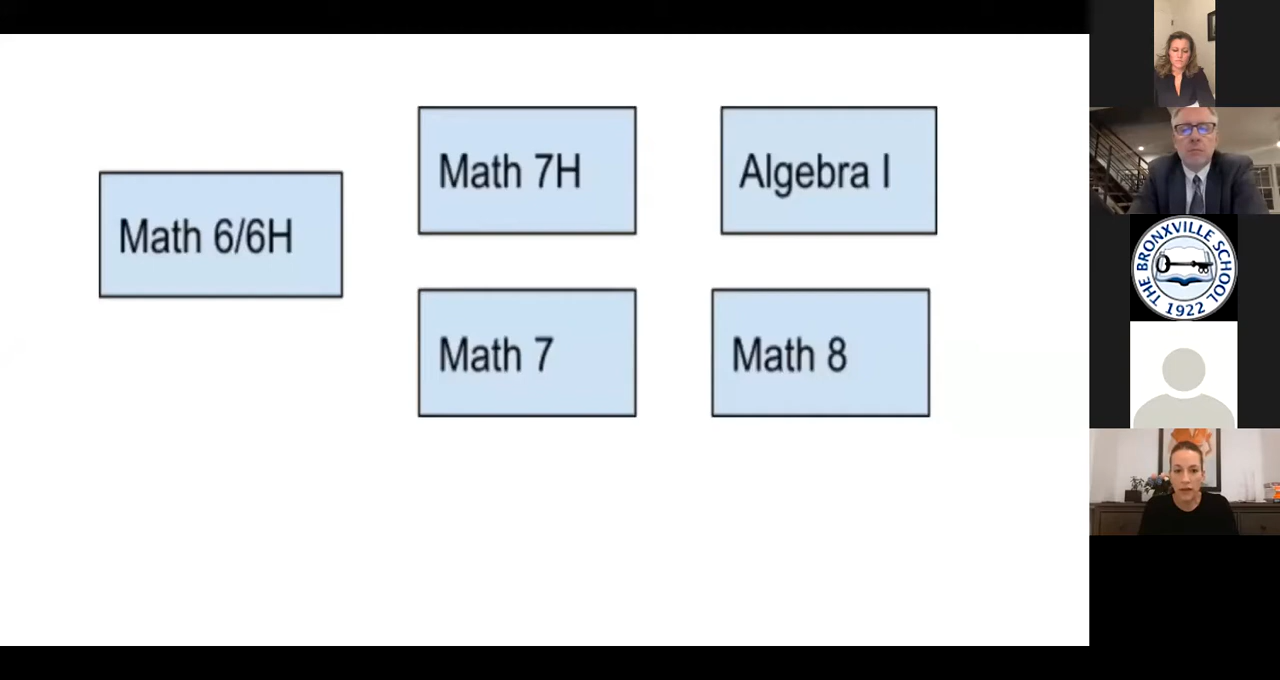 Math 6/6H
Math 7H
Algebra I
Math 7
Math 8
THE BRONXVILLE SCHOOL
1922